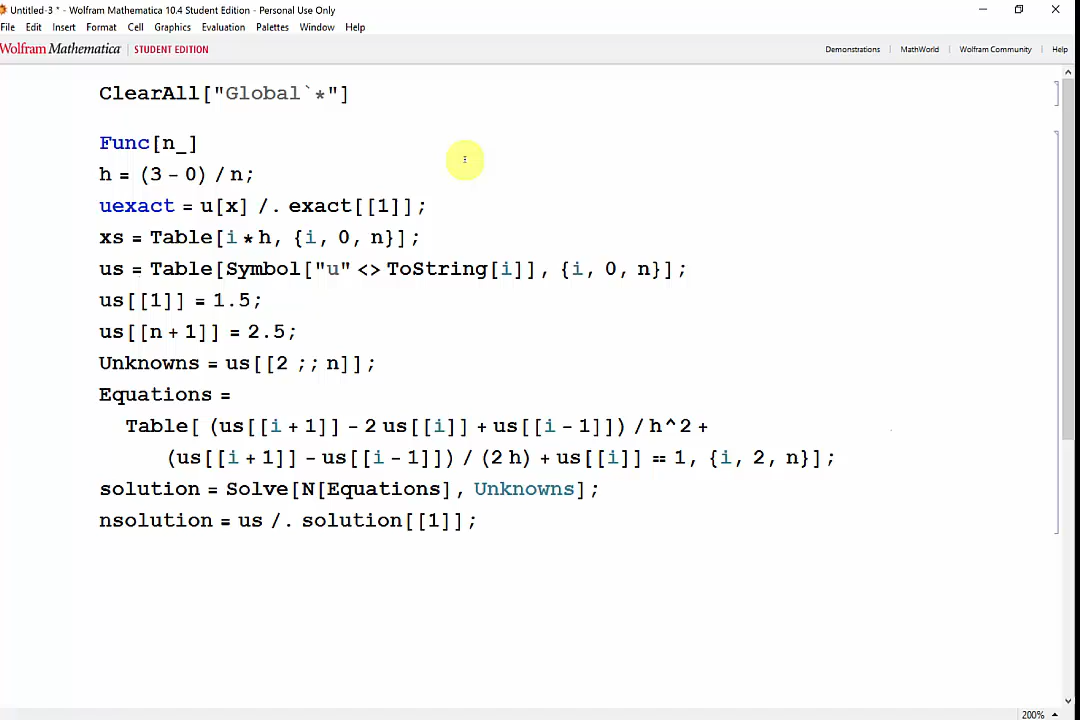 Untitled-3 * - Wolfram Mathematica 10.4 Student Edition - Personal Use Only
File Edit Insert Format Cell Graphics Evaluation Palettes Window Help
Wolfram Mathematica | STUDENT EDITION Demonstrations | MathWorld | Wolfram Community | Help
ClearAll["Global`*"]
Func[n_]
h = (3 - 0) / n;
uexact = u[x] /. exact[[1]];
xs = Table[i * h, {i, 0, n}];
us = Table[Symbol["u" <> ToString[i]], {i, 0, n}];
us[[1]] = 1.5;
us[[n + 1]] = 2.5;
Unknowns = us[[2 ;; n]];
Equations =
Table[ (us[[i + 1]] - 2 us[[i]] + us[[i - 1]]) / h^2 +
(us[[i + 1]] - us[[i - 1]]) / (2 h) + us[[i]] == 1, {i, 2, n}];
solution = Solve[N[Equations], Unknowns];
nsolution = us /. solution[[1]];
200%